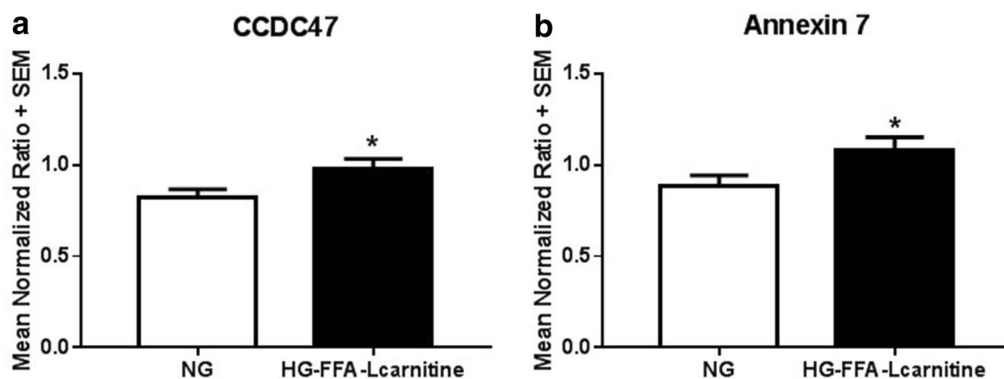 a
CCDC47
Mean Normalized Ratio + SEM
1.5
1.0
0.5
0.0
*
NG
HG-FFA-Lcarnitine
b
Annexin 7
Mean Normalized Ratio + SEM
1.5
1.0
0.5
0.0
*
NG
HG-FFA-Lcarnitine